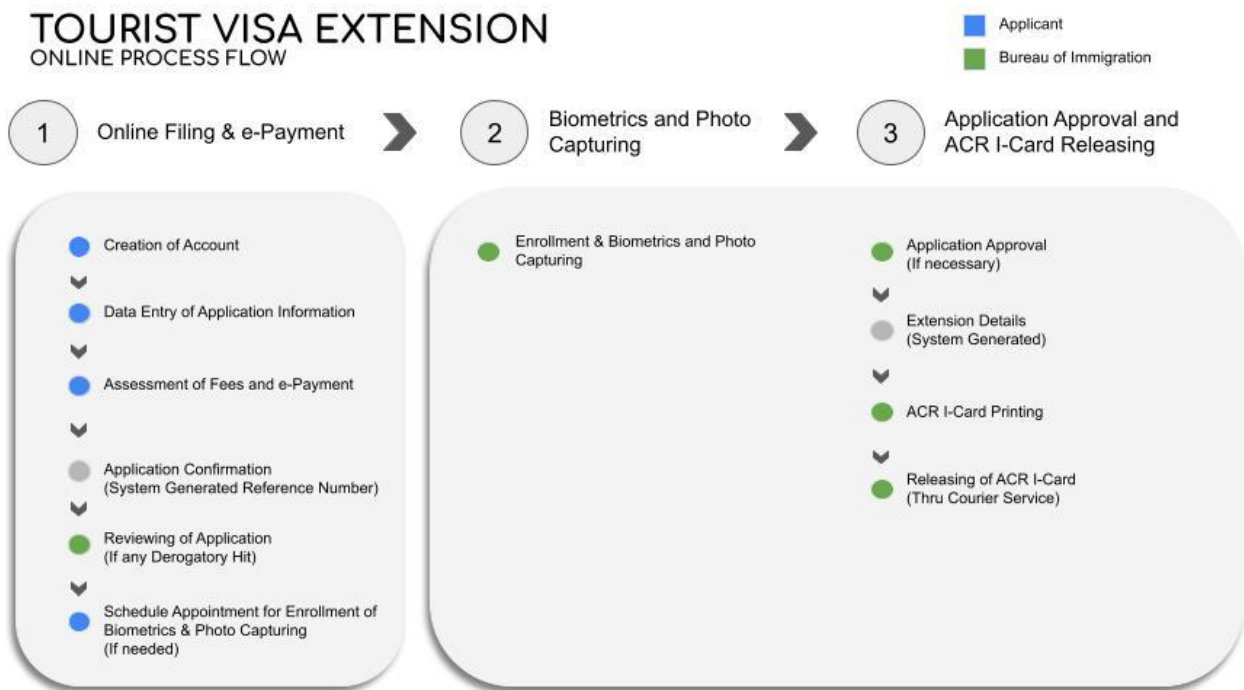 TOURIST VISA EXTENSION
ONLINE PROCESS FLOW
Applicant
Bureau of Immigration
1
Online Filing & e-Payment
2
Biometrics and Photo
Capturing
3
Application Approval and
ACR I-Card Releasing
Creation of Account
Data Entry of Application Information
Assessment of Fees and e-Payment
Application Confirmation
(System Generated Reference Number)
Reviewing of Application
(If any Derogatory Hit)
Schedule Appointment for Enrollment of
Biometrics & Photo Capturing
(If needed)
Enrollment & Biometrics and Photo
Capturing
Application Approval
(If necessary)
Extension Details
(System Generated)
ACR I-Card Printing
Releasing of ACR I-Card
(Thru Courier Service)